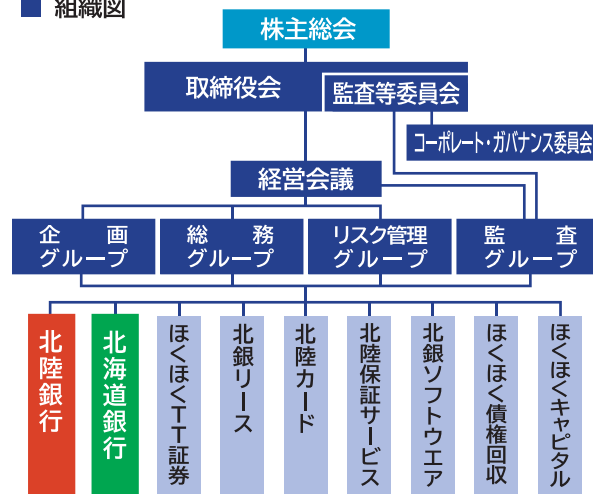 組織図
株主総会
取締役会
監査等委員会
コーポレート・ガバナンス委員会
経営会議
企　画
グループ
総　務
グループ
リスク管理
グループ
監　査
グループ
北陸銀行
北海道銀行
ほくほくTT証券
北銀リース
北陸カード
北陸保証サービス
北銀ソフトウエア
ほくほく債権回収
ほくほくキャピタル